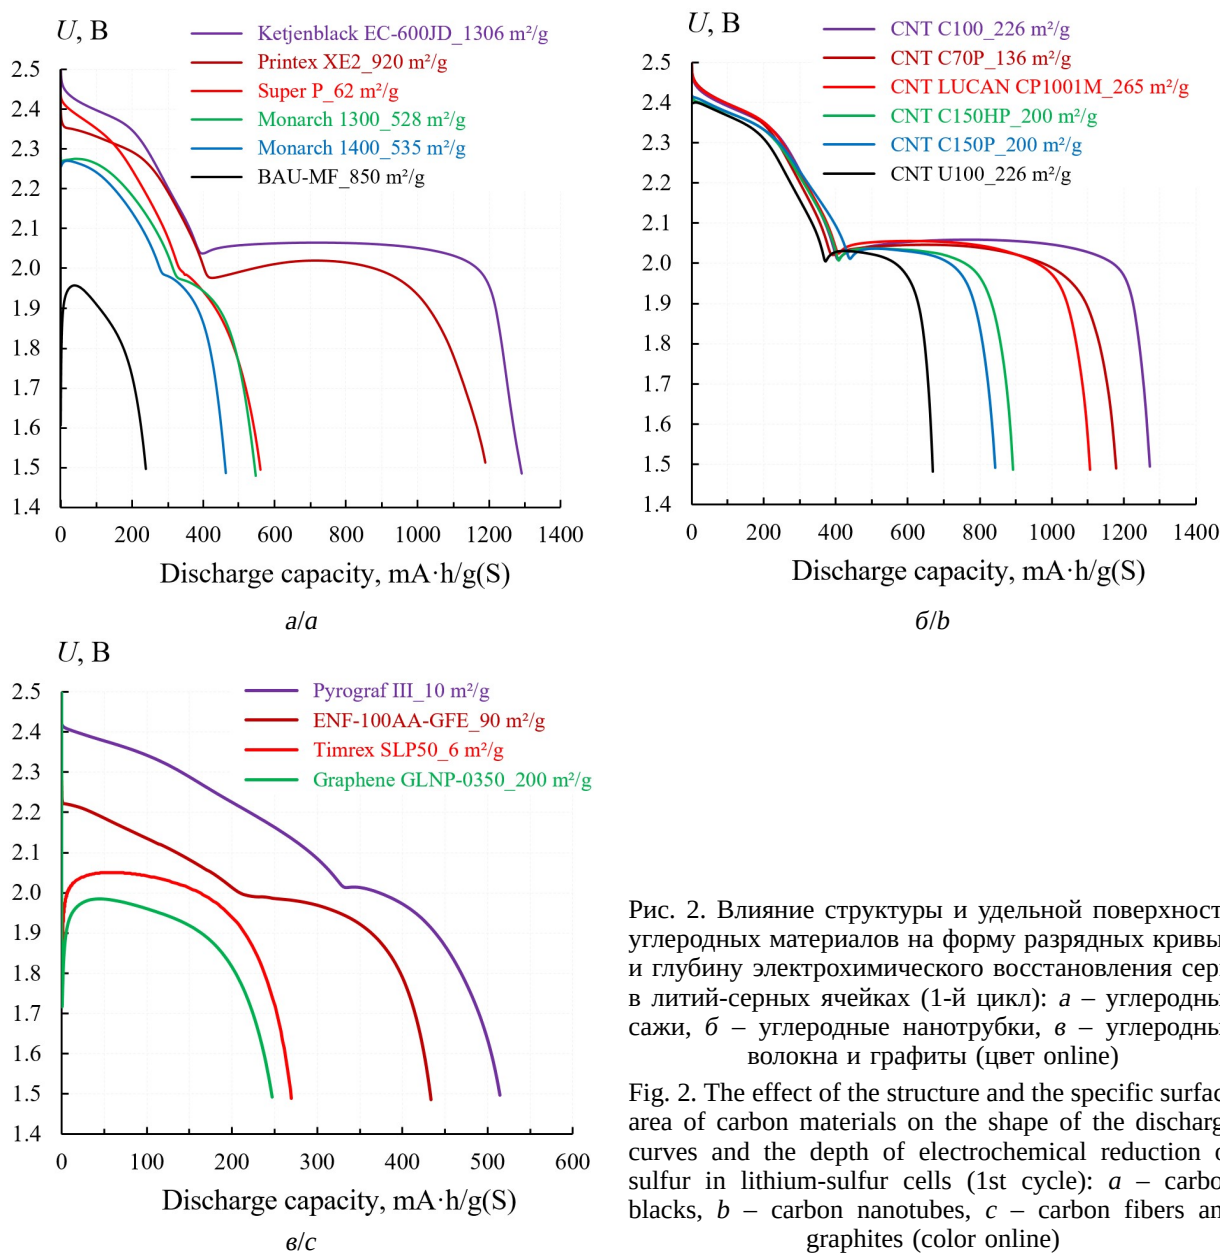 U, В
Ketjenblack EC-600JD_1306 m²/g
Printex XE2_920 m²/g
Super P_62 m²/g
Monarch 1300_528 m²/g
Monarch 1400_535 m²/g
BAU-MF_850 m²/g
2.5
2.4
2.3
2.2
2.1
2.0
1.9
1.8
1.7
1.6
1.5
1.4
0 200 400 600 800 1000 1200 1400
Discharge capacity, mA·h/g(S)
а/a
U, В
CNT C100_226 m²/g
CNT C70P_136 m²/g
CNT LUCAN CP1001M_265 m²/g
CNT C150HP_200 m²/g
CNT C150P_200 m²/g
CNT U100_226 m²/g
2.5
2.4
2.3
2.2
2.1
2.0
1.9
1.8
1.7
1.6
1.5
1.4
0 200 400 600 800 1000 1200 1400
Discharge capacity, mA·h/g(S)
б/b
U, В
Pyrograf III_10 m²/g
ENF-100AA-GFE_90 m²/g
Timrex SLP50_6 m²/g
Graphene GLNP-0350_200 m²/g
2.5
2.4
2.3
2.2
2.1
2.0
1.9
1.8
1.7
1.6
1.5
1.4
0 100 200 300 400 500 600
Discharge capacity, mA·h/g(S)
в/c
Рис. 2. Влияние структуры и удельной поверхност
углеродных материалов на форму разрядных кривы
и глубину электрохимического восстановления сер
в литий-серных ячейках (1-й цикл): а – углеродны
сажи, б – углеродные нанотрубки, в – углеродны
волокна и графиты (цвет online)
Fig. 2. The effect of the structure and the specific surfac
area of carbon materials on the shape of the discharg
curves and the depth of electrochemical reduction o
sulfur in lithium-sulfur cells (1st cycle): a – carbo
blacks, b – carbon nanotubes, c – carbon fibers an
graphites (color online)